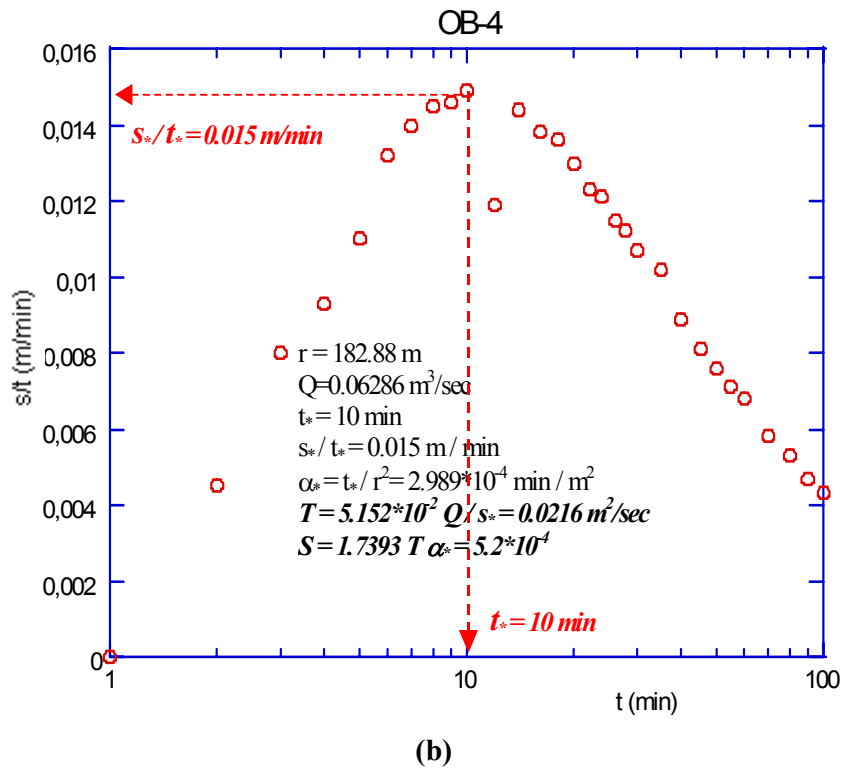 OB-4
0,016
0,014
0,012
0,01
0,008
0,006
0,004
0,002
0
s/t (m/min)
s*/t*=0.015 m/min
r = 182.88 m
Q=0.06286 m³/sec
t*= 10 min
s*/ t*= 0.015 m / min
α*= t*/ r²= 2.989*10⁻⁴ min / m²
T= 5.152*10⁻² Q/ s*= 0.0216 m²/sec
S = 1.7393 T α*= 5.2*10⁻⁴
t*= 10 min
1
10
100
t (min)
(b)